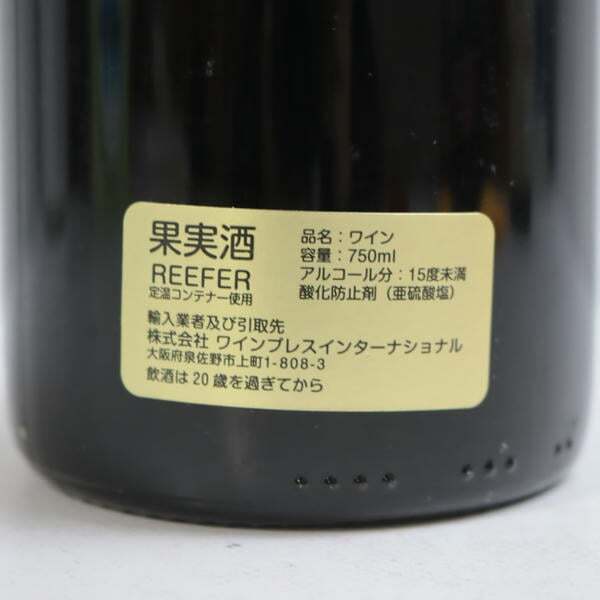 果実酒
REEFER
定温コンテナー使用
品名：ワイン
容量：750ml
アルコール分：15度未満
酸化防止剤（亜硫酸塩）
輸入業者及び引取先
株式会社 ワインプレスインターナショナル
大阪府泉佐野市上町1-808-3
飲酒は20歳を過ぎてから